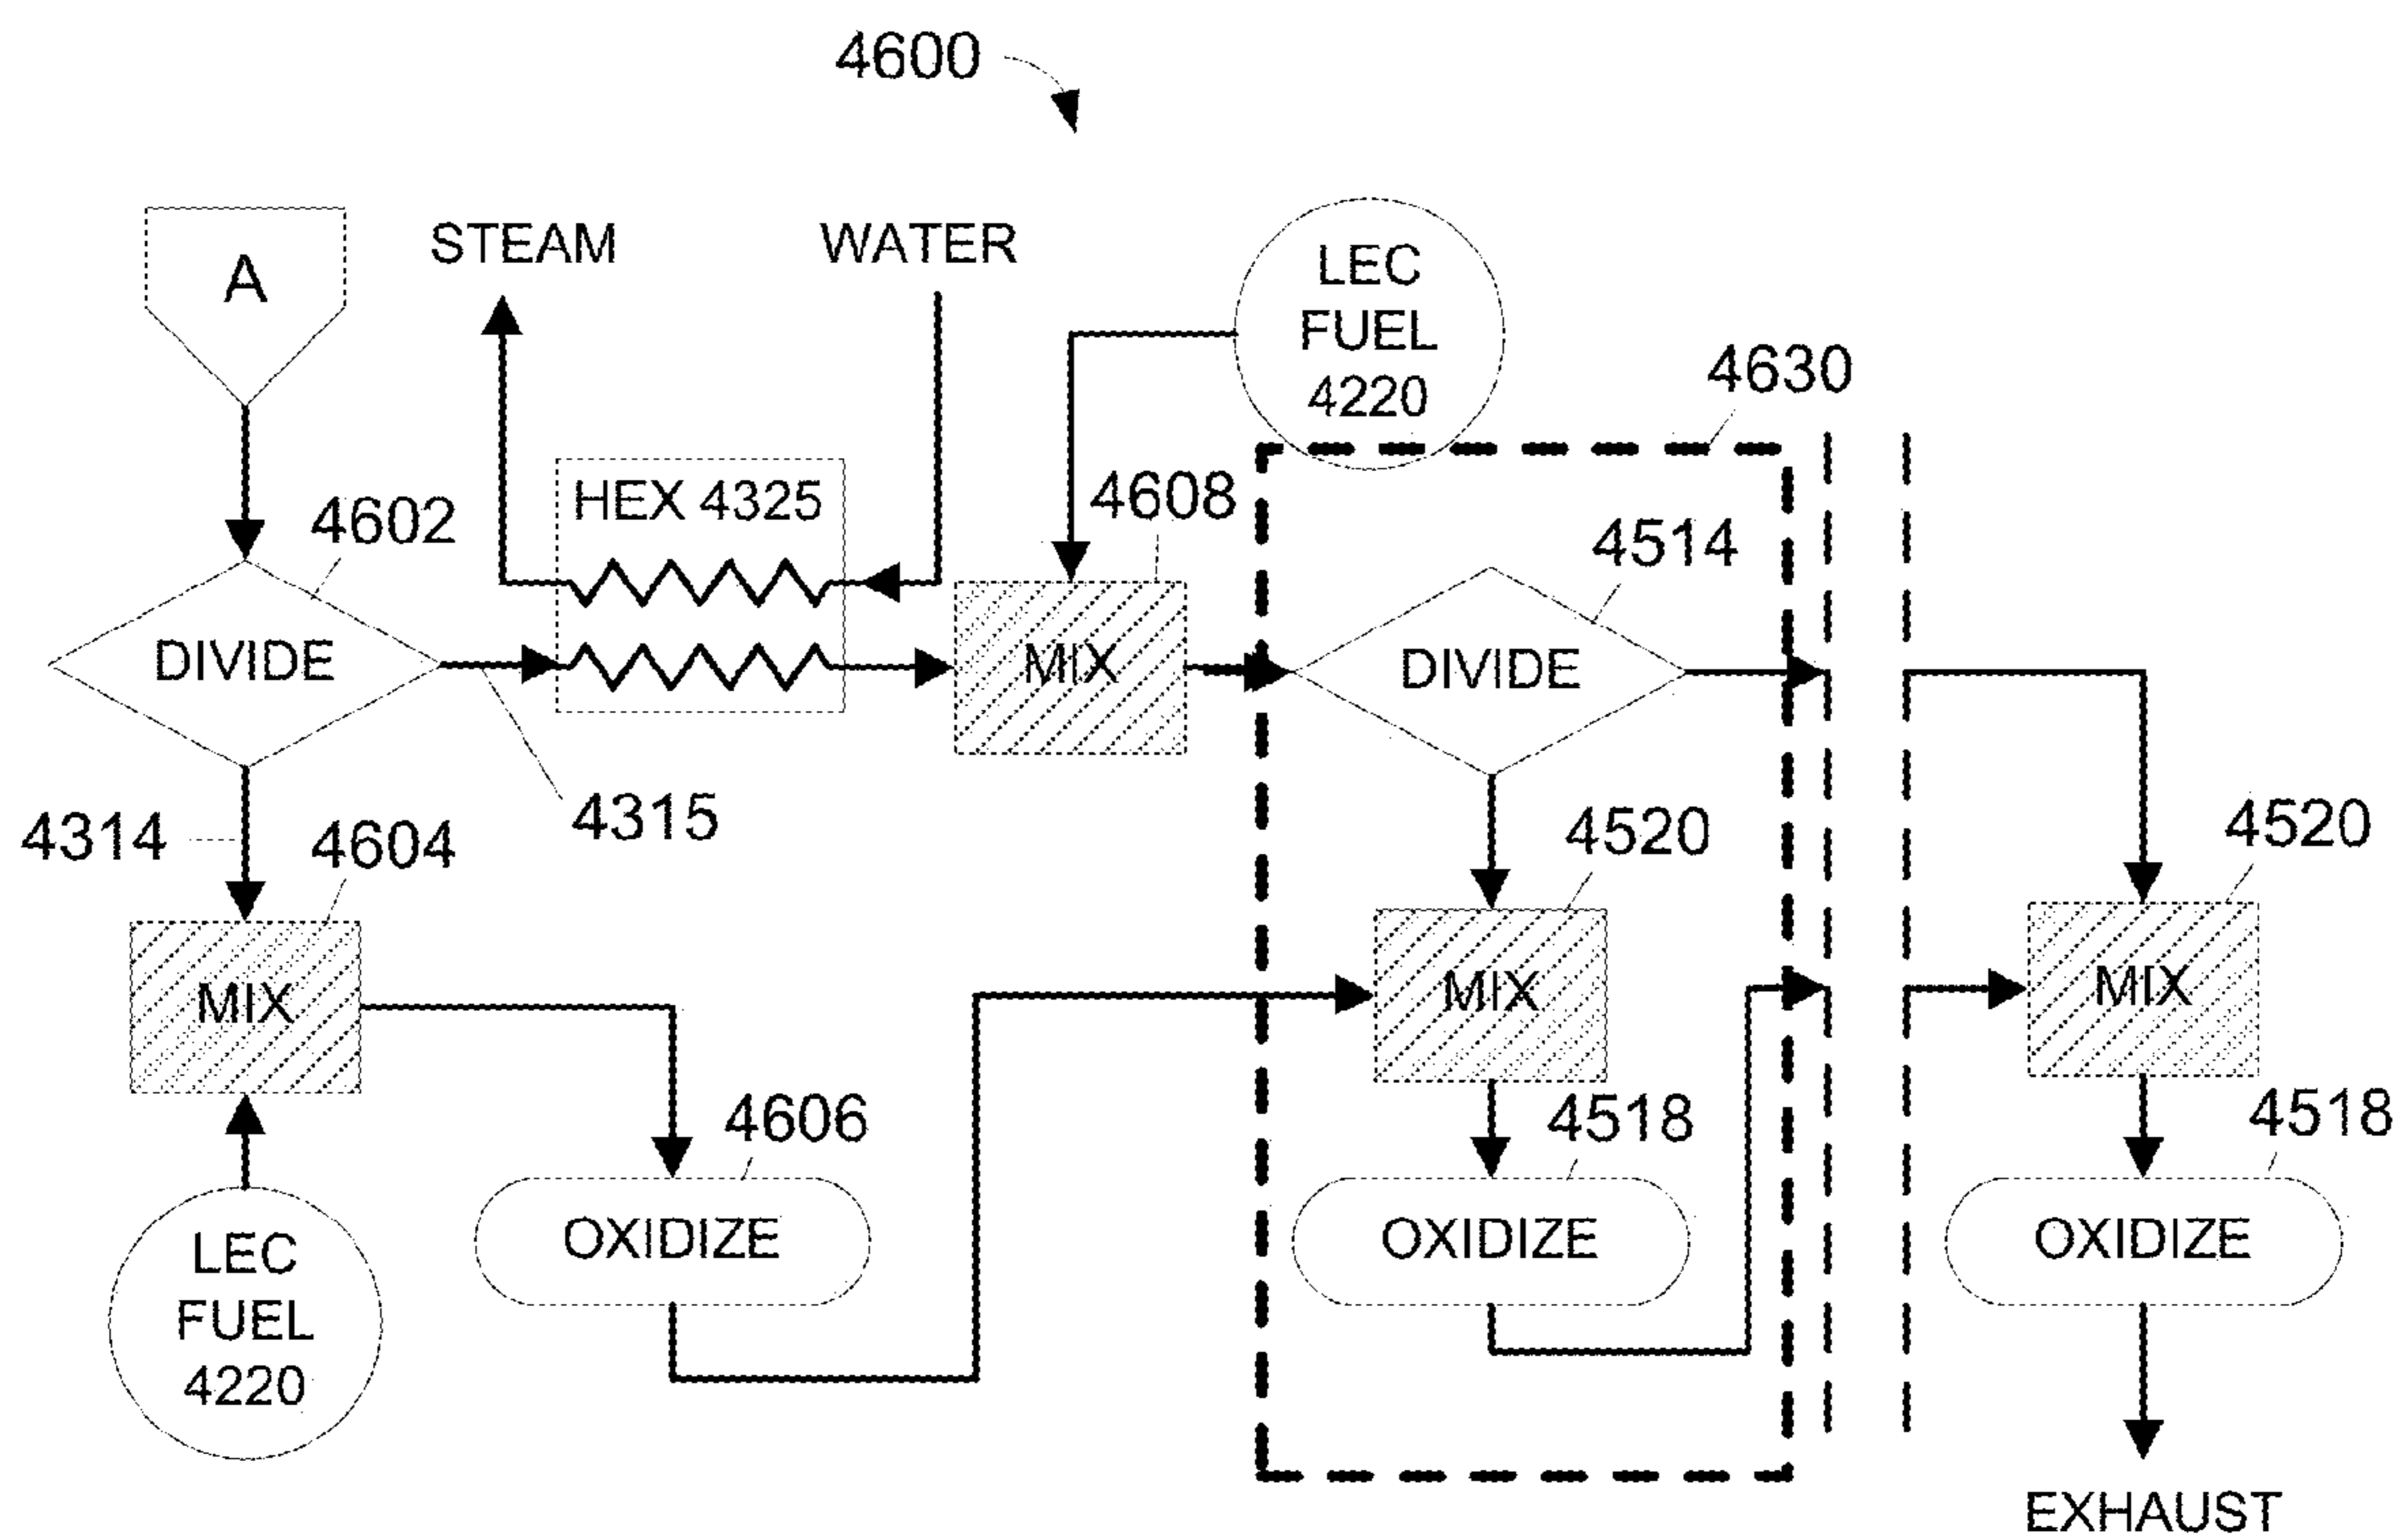 4600
A
STEAM
WATER
LEC
FUEL
4220
4630
HEX 4325
4602
4608
4514
DIVIDE
MIX
DIVIDE
4314
4604
4315
4520
4520
MIX
MIX
MIX
4606
4518
4518
LEC
FUEL
4220
OXIDIZE
OXIDIZE
OXIDIZE
EXHAUST